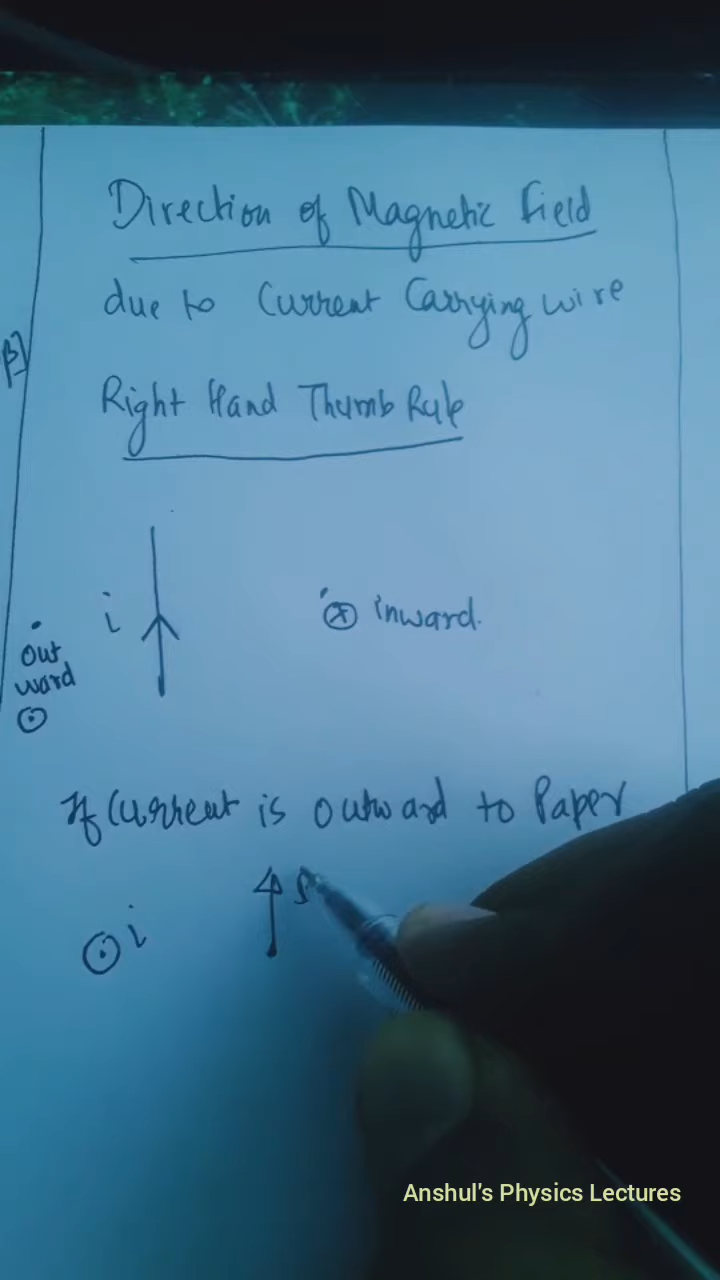 Direction of Magnetic field
due to Current Carrying wire
Right Hand Thumb Rule
i
inward.
out
ward
If Current is outward to Paper
i
Anshul's Physics Lectures